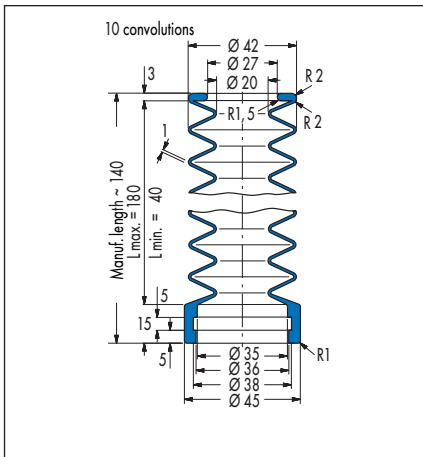 10 convolutions
Ø 42
Ø 27
Ø 20
3
R 2
R1,5
R 2
1
Manuf. length ~ 140
L max. = 180
L min. = 40
5
15
5
Ø 35
Ø 36
Ø 38
Ø 45
R1